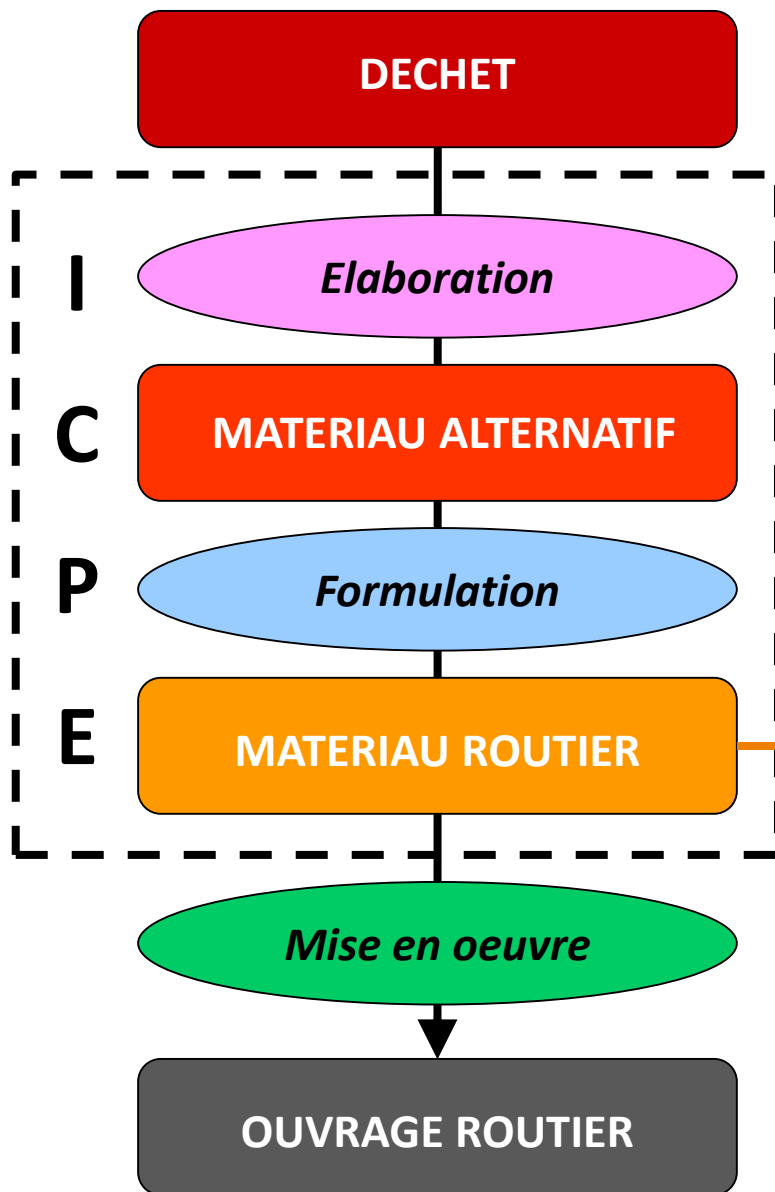 DECHET
I
Elaboration
C
MATERIAU ALTERNATIF
P
Formulation
E
MATERIAU ROUTIER
Mise en oeuvre
OUVRAGE ROUTIER